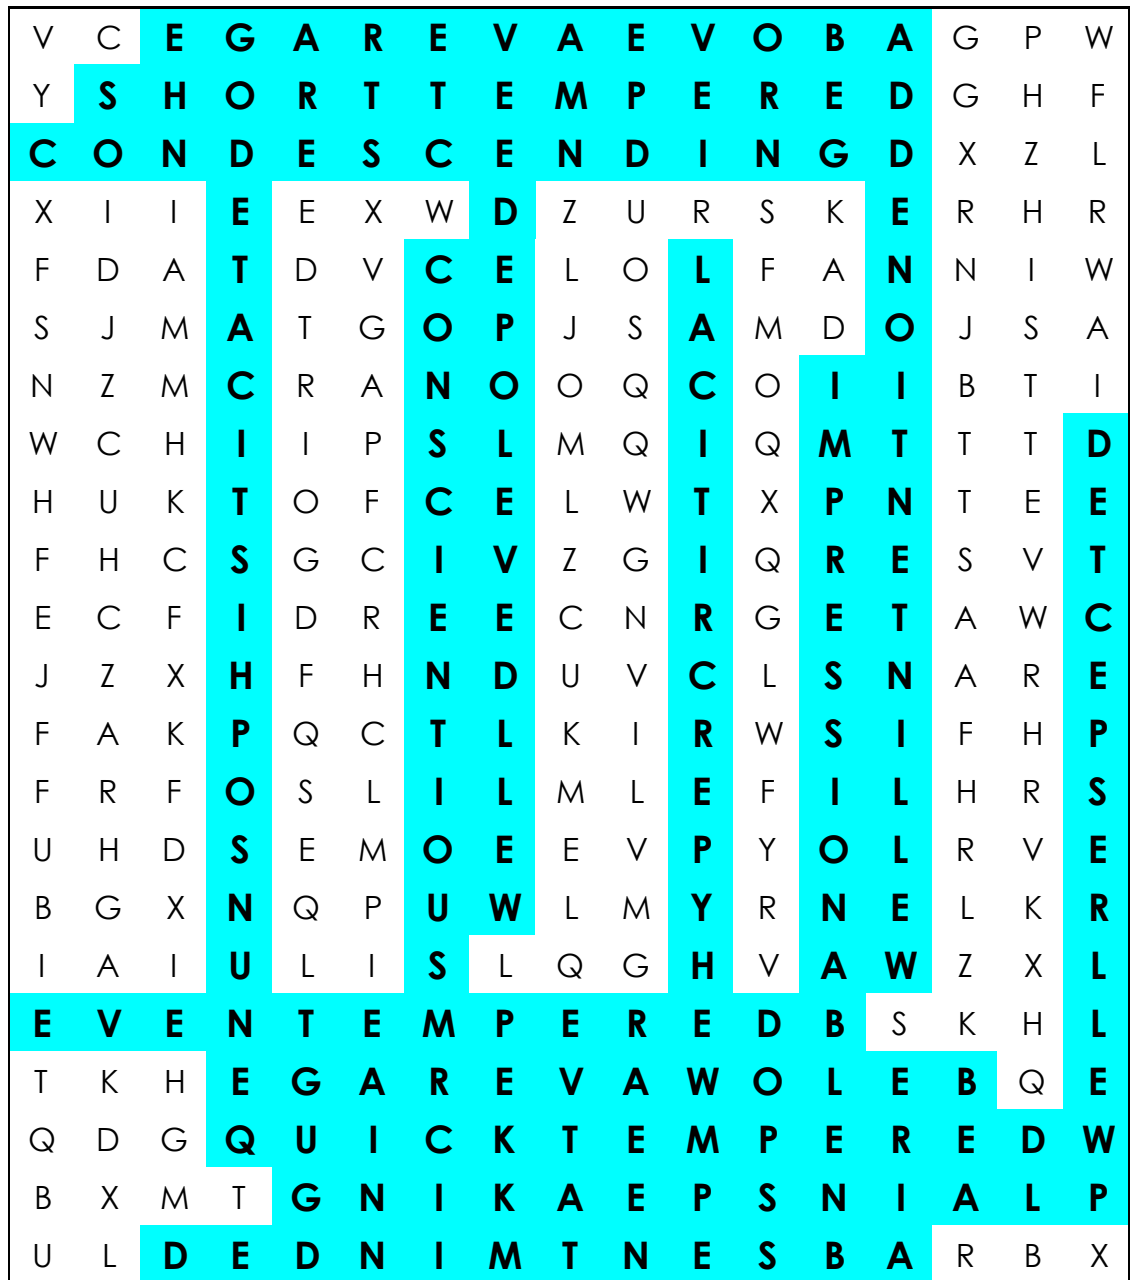 V C E G A R E V A E V O B A G P W
Y S H O R T T E M P E R E D G H F
C O N D E S C E N D I N G D X Z L
X I I E E X W D Z U R S K E R H R
F D A T D V C E L O L F A N N I W
S J M A T G O P J S A M D O J S A
N Z M C R A N O O Q C O I I B T I
W C H I I P S L M Q I Q M T T T D
H U K T O F C E L W T X P N T E E
F H C S G C I V Z G I Q R E S V T
E C F I D R E E C N R G E T A W C
J Z X H F H N D U V C L S N A R E
F A K P Q C T L K I R W S I F H P
F R F O S L I L M L E F I L H R S
U H D S E M O E E V P Y O L R V E
B G X N Q P U W L M Y R N E L K R
I A I U L I S L Q G H V A W Z X L
E V E N T E M P E R E D B S K H L
T K H E G A R E V A W O L E B Q E
Q D G Q U I C K T E M P E R E D W
B X M T G N I K A E P S N I A L P
U L D E D N I M T N E S B A R B X